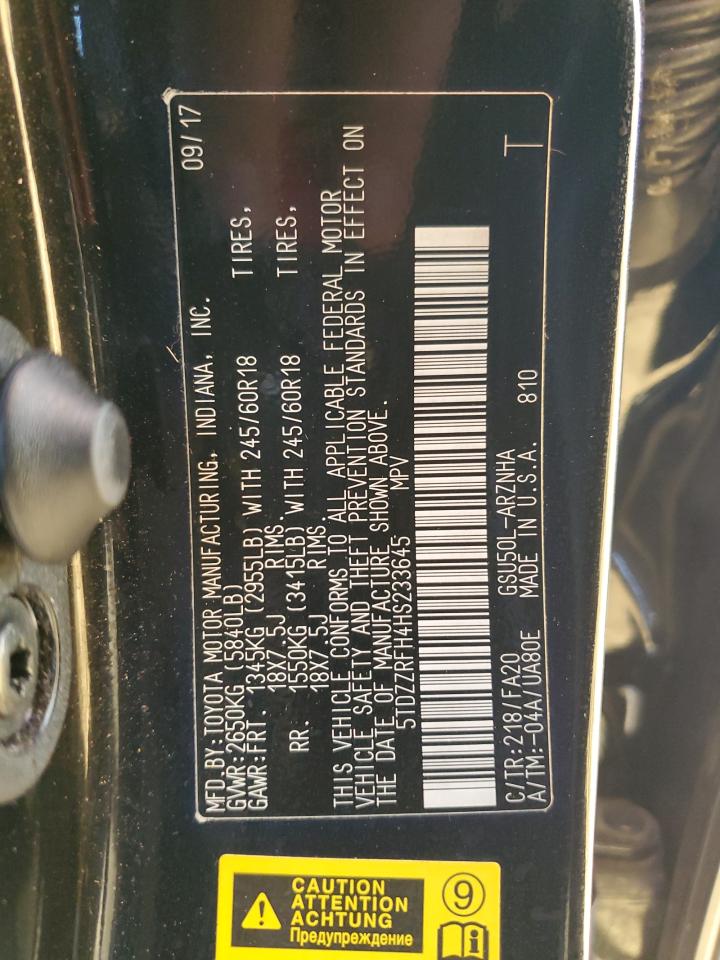 09/17
MFD.BY:TOYOTA MOTOR MANUFACTURING, INDIANA, INC.
GVWR:2650KG(5840LB)
GAWR:FRT. 1345KG (2955LB) WITH 245/60R18 TIRES,
18X7.5J RIMS.
RR. 1550KG (3415LB) WITH 245/60R18 TIRES,
18X7.5J RIMS.
THIS VEHICLE CONFORMS TO ALL APPLICABLE FEDERAL MOTOR
VEHICLE SAFETY AND THEFT PREVENTION STANDARDS IN EFFECT ON
THE DATE OF MANUFACTURE SHOWN ABOVE.
5TDZZRFH4HS233645 MPV
C/TR:218/FA20 GSU50L-ARZNHA
A/TM:-04A/UA80E MADE IN U.S.A. 810
T
CAUTION
ATTENTION
ACHTUNG
Предупреждение
9